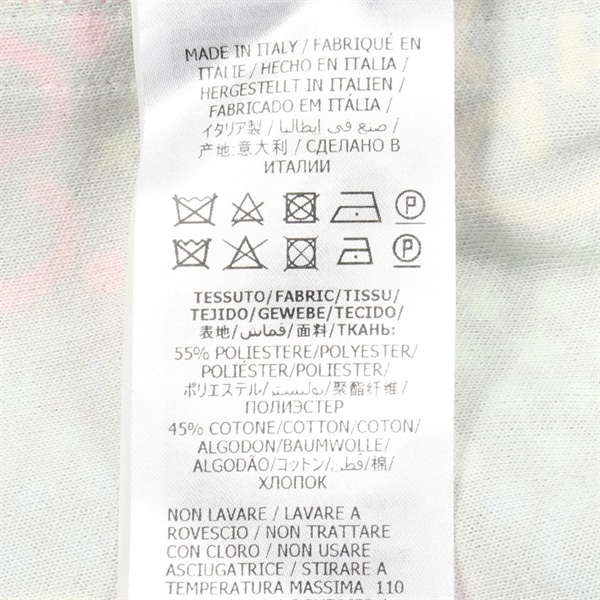 MADE IN ITALY / FABRIQUÉ EN
ITALIE / HECHO EN ITALIA /
HERGESTELLT IN ITALIEN /
FABRICADO EM ITÁLIA /
イタリア製 / صنع في إيطاليا /
产地:意大利 / СДЕЛАНО В
ИТАЛИИ
P
P
TESSUTO/FABRIC/TISSU/
TEJIDO/GEWEBE/TECIDO/
表地/قماش/面料/ТКАНЬ:
55% POLIESTERE/POLYESTER/
POLIÉSTER/POLIESTER/
ポリエステル/بوليستر/聚酯纤维/
ПОЛИЭСТЕР
45% COTONE/COTTON/COTON/
ALGODON/BAUMWOLLE/
ALGODÃO/コットン/قطن/棉/
ХЛОПОК
NON LAVARE / LAVARE A
ROVESCIO / NON TRATTARE
CON CLORO / NON USARE
ASCIUGATRICE / STIRARE A
TEMPERATURA MASSIMA 110